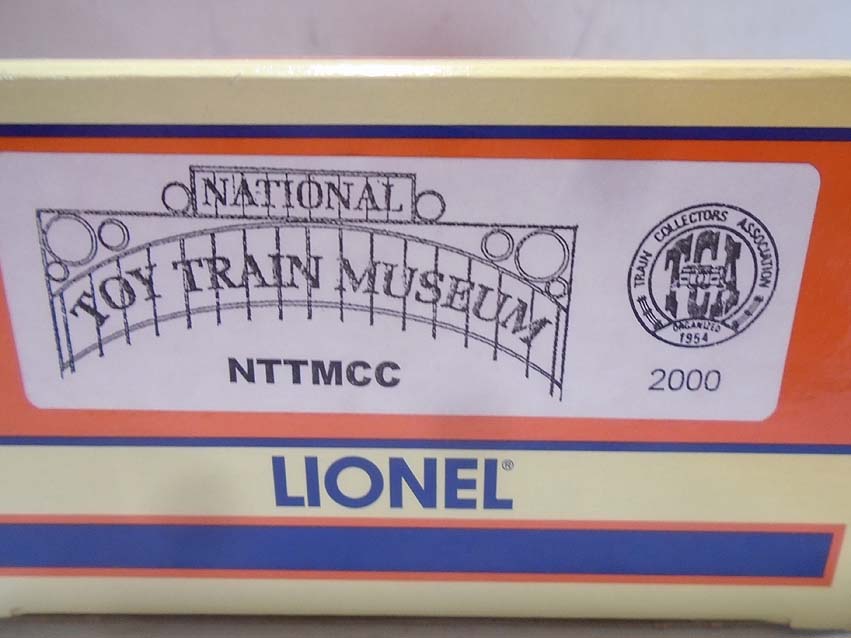 NATIONAL
TOY TRAIN MUSEUM
NTTMCC
TRAIN COLLECTORS ASSOCIATION
TCA
ORGANIZED
1954
2000
LIONEL®